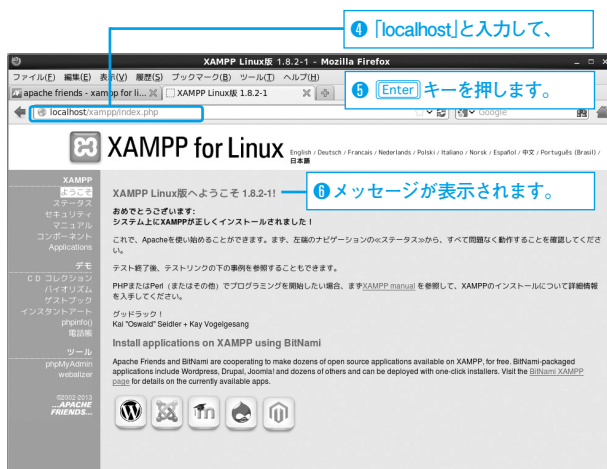 ❹「localhost」と入力して、
XAMPP Linux版 1.8.2-1 - Mozilla Firefox
ファイル(F) 編集(E) 表示(V) 履歴(S) ブックマーク(B) ツール(T) ヘルプ(H)
apache friends - xampp for li... XAMPP Linux版 1.8.2-1
❺ Enter キーを押します。
localhost/xampp/index.php
Google
XAMPP for Linux
English / Deutsch / Francais / Nederlands / Polski / Italiano / Norsk / Español / 中文 / Português (Brasil) /
日本語
XAMPP
ようこそ
ステータス
セキュリティ
マニュアル
コンポーネント
Applications
デモ
CDコレクション
バイオリズム
ゲストブック
インスタントアート
phpinfo()
電話帳
ツール
phpMyAdmin
webalizer
©2002-2013
...APACHE
FRIENDS...
XAMPP Linux版へようこそ 1.8.2-1!
❻ メッセージが表示されます。
おめでとうございます:
システム上にXAMPPが正しくインストールされました！
これで、Apacheを使い始めることができます。まず、左端のナビゲーションの≪ステータス≫から、すべて問題なく動作することを確認してくださ
い。
テスト終了後、テストリンクの下の事例を参照することもできます。
PHPまたはPerl（またはその他）でプログラミングを開始したい場合、まずXAMPP manual を参照して、XAMPPのインストールについて詳細情報
を入手してください。
グッドラック！
Kai "Oswald" Seidler + Kay Vogelgesang
Install applications on XAMPP using BitNami
Apache Friends and BitNami are cooperating to make dozens of open source applications available on XAMPP, for free. BitNami-packaged
applications include Wordpress, Drupal, Joomla! and dozens of others and can be deployed with one-click installers. Visit the BitNami XAMPP
page for details on the currently available apps.